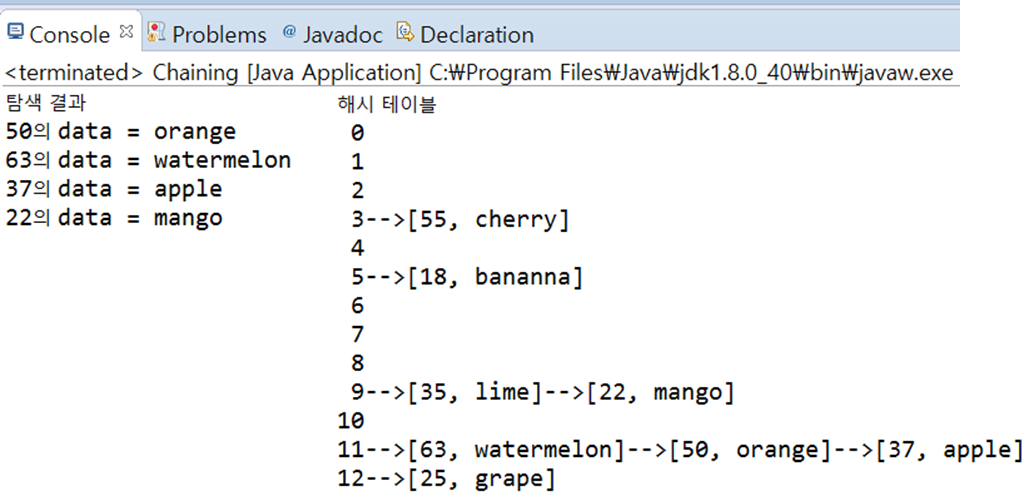 Console Problems @ Javadoc Declaration
<terminated> Chaining [Java Application] C:₩Program Files₩Java₩jdk1.8.0_40₩bin₩javaw.exe
탐색 결과
50의 data = orange
63의 data = watermelon
37의 data = apple
22의 data = mango
해시 테이블
0
1
2
3-->[55, cherry]
4
5-->[18, bananna]
6
7
8
9-->[35, lime]-->[22, mango]
10
11-->[63, watermelon]-->[50, orange]-->[37, apple]
12-->[25, grape]